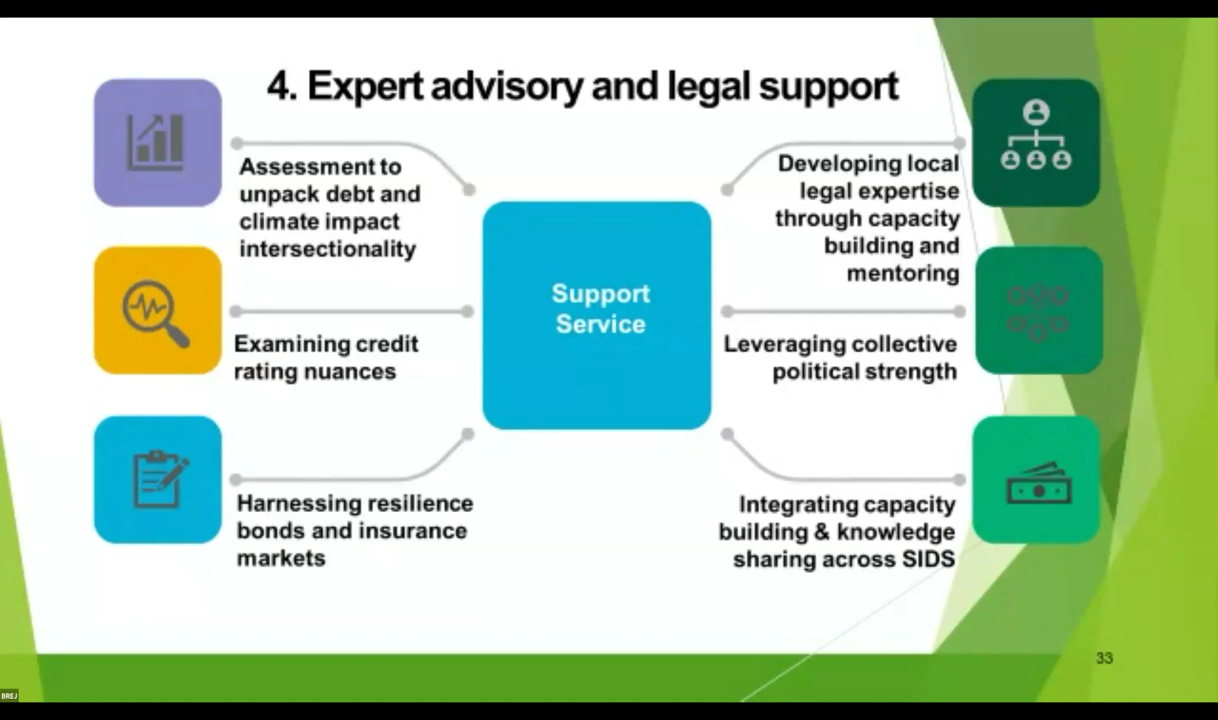 4. Expert advisory and legal support
Assessment to
unpack debt and
climate impact
intersectionality
Examining credit
rating nuances
Harnessing resilience
bonds and insurance
markets
Support
Service
Developing local
legal expertise
through capacity
building and
mentoring
Leveraging collective
political strength
Integrating capacity
building & knowledge
sharing across SIDS
33
BREJ